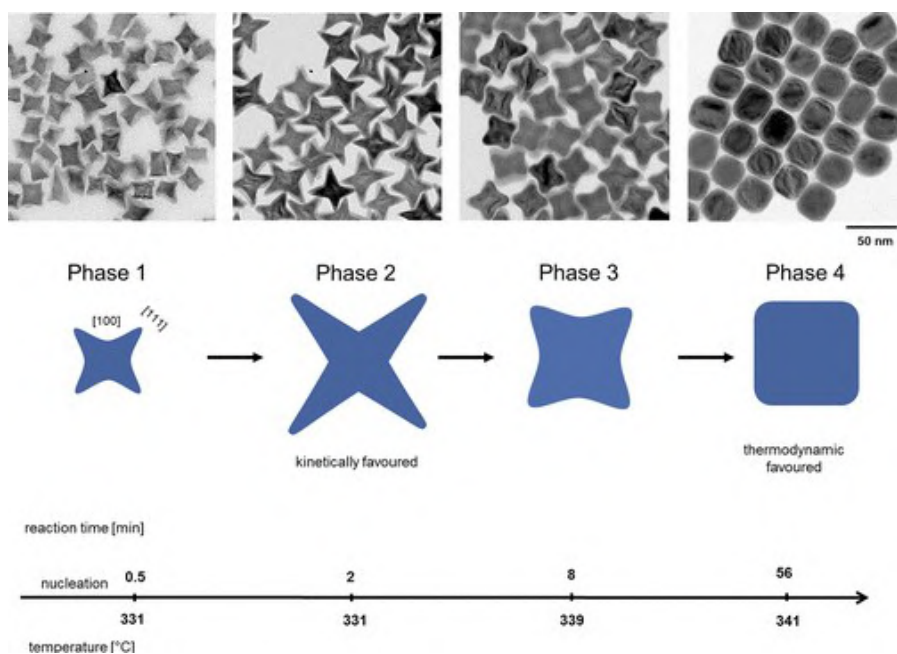 50 nm
Phase 1
Phase 2
Phase 3
Phase 4
[100]
[111]
kinetically favoured
thermodynamic
favoured
reaction time [min]
nucleation
0.5
2
8
56
331
331
339
341
temperature [°C]